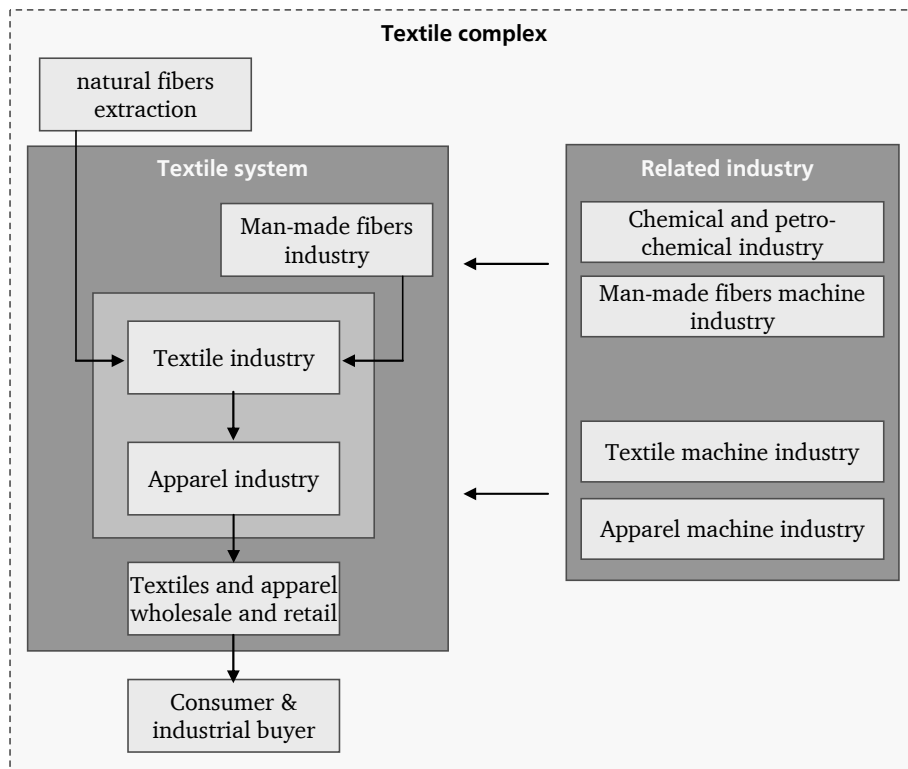 Textile complex
natural fibers
extraction
Textile system
Man-made fibers
industry
Textile industry
Apparel industry
Textiles and apparel
wholesale and retail
Consumer &
industrial buyer
Related industry
Chemical and petro-
chemical industry
Man-made fibers machine
industry
Textile machine industry
Apparel machine industry